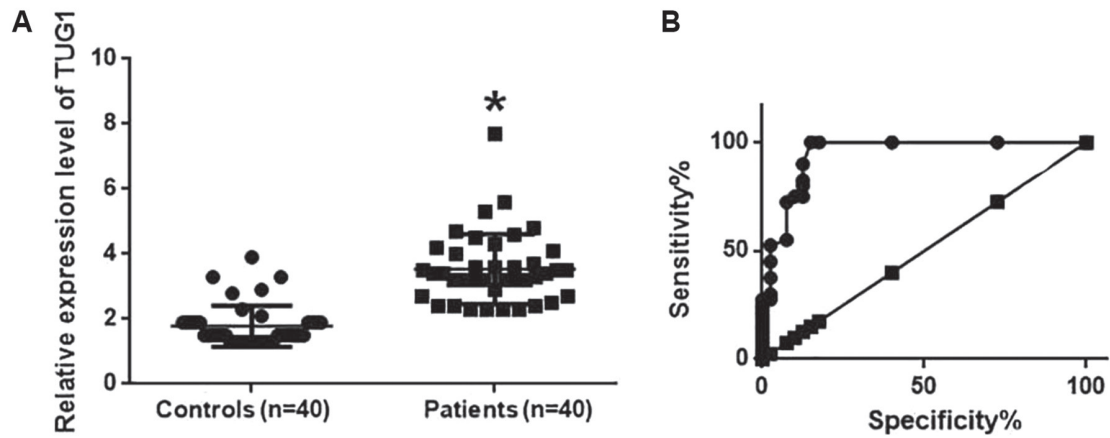 A
Relative expression level of TUG1
10
8
6
4
2
0
*
Controls (n=40)
Patients (n=40)
B
Sensitivity%
100
50
0
0
50
100
Specificity%